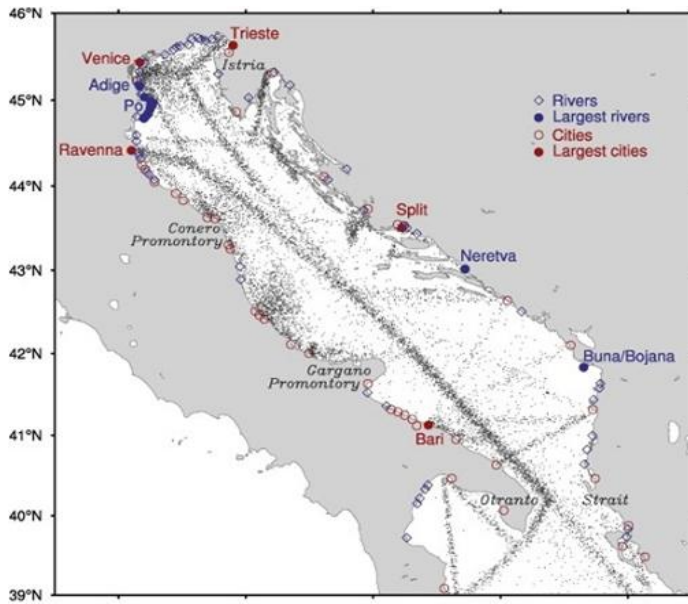 46°N
Trieste
Venice
Istria
Adige
45°N
Po
Rivers
Largest rivers
Cities
Largest cities
Ravenna
44°N
Split
Conero
Promontory
Neretva
43°N
42°N
Buna/Bojana
Gargano
Promontory
41°N
Bari
Otranto Strait
40°N
39°N